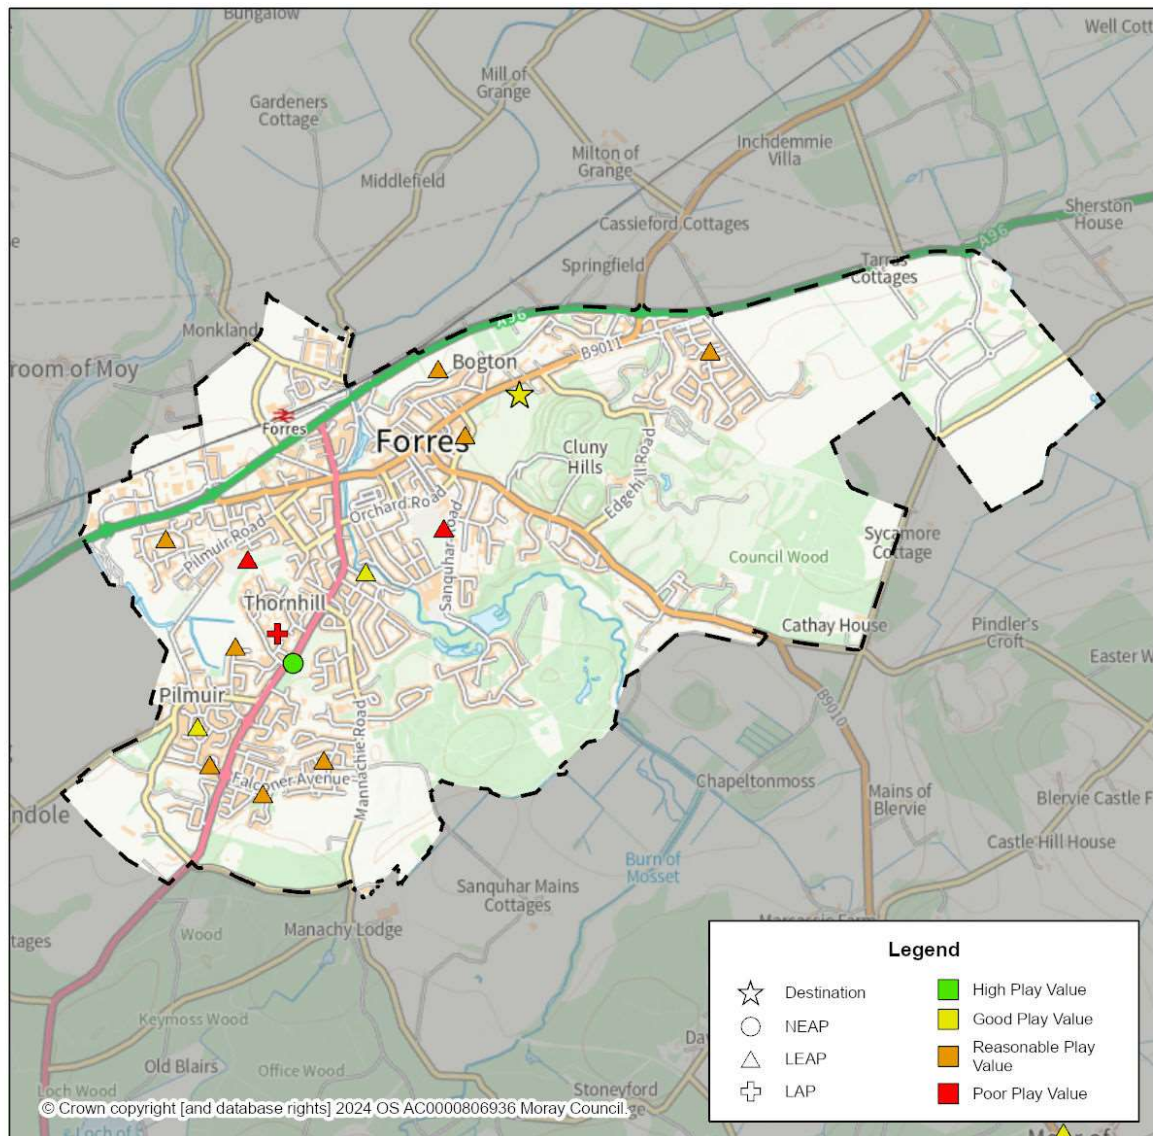 Bungalow
Well Cott
Mill of
Grange
Gardeners
Cottage
Inchdemmie
Villa
Milton of
Grange
Middlefield
Sherston
House
Cassieford Cottages
A96
e
Springfield
Tarras
Cottages
Monkland
A96
B9011
Bogton
room of Moy
Forres
Forres
Cluny
Hills
Edgehill Road
Orchard Road
Pilmuir Road
Sanquhar Road
Sycamore
Cottage
Council Wood
Thornhill
Cathay House
Pindler's
Croft
Easter W
Pilmuir
B9010
Mannachie Road
Falconer Avenue
Chapeltonmoss
Mains of
Blervie
Blervie Castle F
ndole
Castle Hill House
Burn of
Mosset
Sanquhar Mains
Cottages
Manachy Lodge
Wood
tages
Keymoss Wood
Old Blairs
Office Wood
Loch Wood
Stoneyford
Loch of
© Crown copyright [and database rights] 2024 OS AC0000806936 Moray Council.
Legend
Destination
NEAP
LEAP
LAP
High Play Value
Good Play Value
Reasonable Play
Value
Poor Play Value